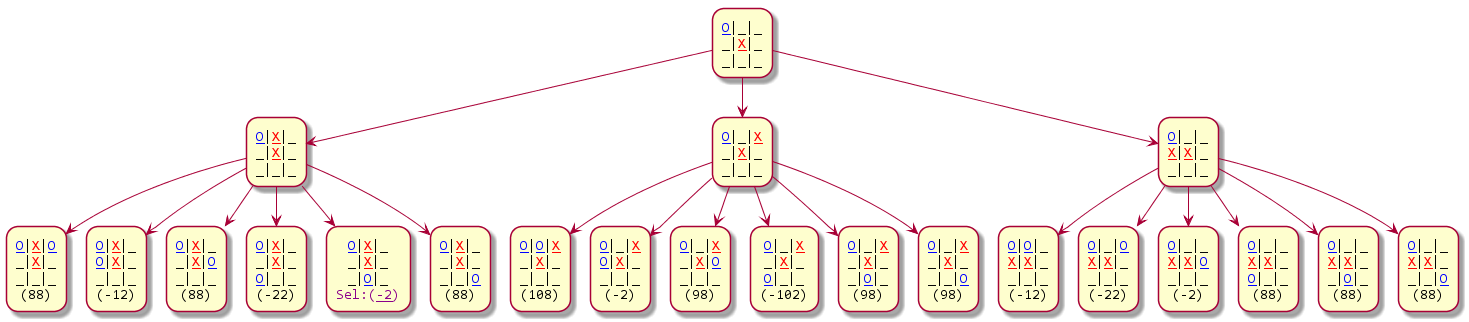 O|_|_
_|X|_
_|_|_
O|X|_
_|X|_
_|_|_
O|_|X
_|X|_
_|_|_
O|_|_
X|X|_
_|_|_
O|X|O
_|X|_
_|_|_
(88)
O|X|_
O|X|_
_|_|_
(-12)
O|X|_
_|X|O
_|_|_
(88)
O|X|_
_|X|_
O|_|_
(-22)
O|X|_
_|X|_
_|O|_
Sel:(-2)
O|X|_
_|X|_
_|_|O
(88)
O|O|X
_|X|_
_|_|_
(108)
O|_|X
O|X|_
_|_|_
(-2)
O|_|X
_|X|O
_|_|_
(98)
O|_|X
_|X|_
O|_|_
(-102)
O|_|X
_|X|_
_|O|_
(98)
O|_|X
_|X|_
_|_|O
(98)
O|O|_
X|X|_
_|_|_
(-12)
O|_|O
X|X|_
_|_|_
(-22)
O|_|_
X|X|O
_|_|_
(-2)
O|_|_
X|X|_
O|_|_
(88)
O|_|_
X|X|_
_|O|_
(88)
O|_|_
X|X|_
_|_|O
(88)